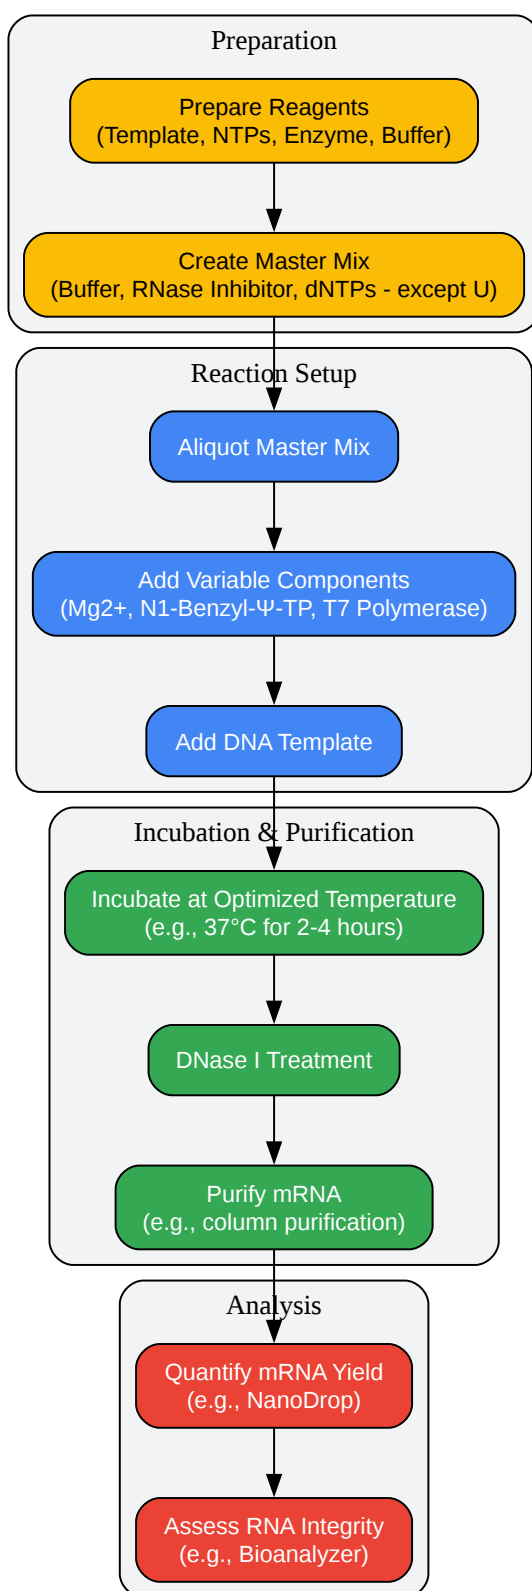 Preparation
Prepare Reagents
(Template, NTPs, Enzyme, Buffer)
Create Master Mix
(Buffer, RNase Inhibitor, dNTPs - except U)
Reaction Setup
Aliquot Master Mix
Add Variable Components
(Mg2+, N1-Benzyl-Ψ-TP, T7 Polymerase)
Add DNA Template
Incubation & Purification
Incubate at Optimized Temperature
(e.g., 37°C for 2-4 hours)
DNase I Treatment
Purify mRNA
(e.g., column purification)
Analysis
Quantify mRNA Yield
(e.g., NanoDrop)
Assess RNA Integrity
(e.g., Bioanalyzer)